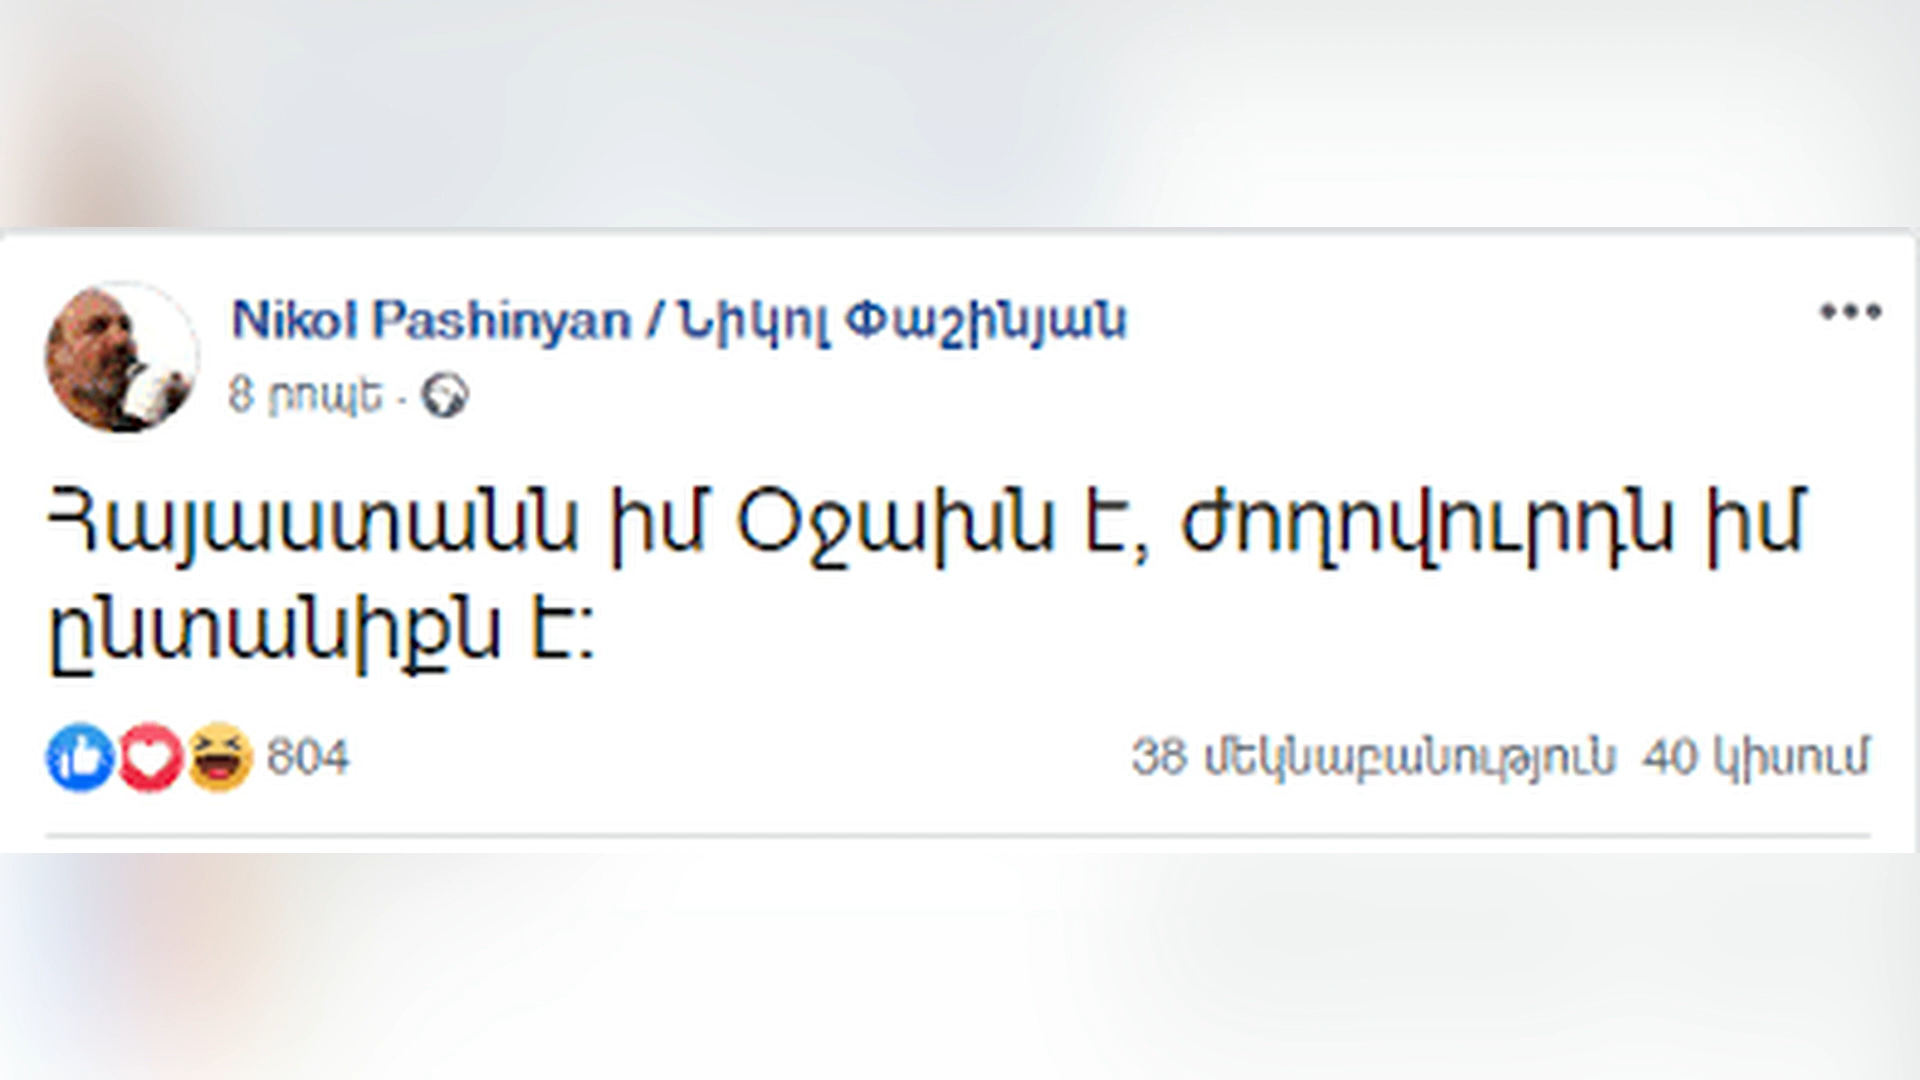 Nikol Pashinyan / Նիկոլ Փաշինյան
8 րոպե ·
Հայաստանն իմ Օջախն է, ժողովուրդն իմ
ընտանիքն է:
804
38 մեկնաբանություն 40 կիսում